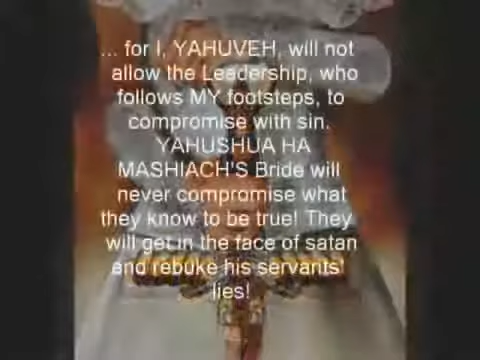 ... for I, YAHUVEH, will not
allow the Leadership, who
follows MY footsteps, to
compromise with sin.
YAHUSHUA HA
MASHIACH'S Bride will
never compromise what
they know to be true! They
will get in the face of satan
and rebuke his servants'
lies!